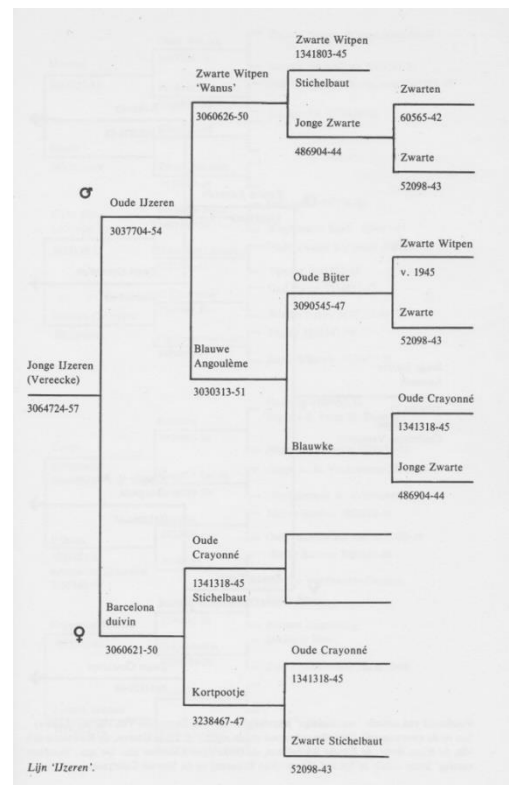 Zwarte Witpen
1341803-45
Stichelbaut
Zwarte Witpen
'Wanus'
3060626-50
Zwarten
60565-42
Jonge Zwarte
486904-44
Zwarte
52098-43
♂
Oude IJzeren
3037704-54
Zwarte Witpen
v. 1945
Oude Bijter
3090545-47
Zwarte
52098-43
Blauwe
Angoulème
3030313-51
Jonge IJzeren
(Vereecke)
3064724-57
Oude Crayonné
1341318-45
Blauwke
Jonge Zwarte
486904-44
Oude
Crayonné
1341318-45
Stichelbaut
Barcelona
duivin
♀
3060621-50
Oude Crayonné
1341318-45
Kortpootje
3238467-47
Zwarte Stichelbaut
52098-43
Lijn 'IJzeren'.